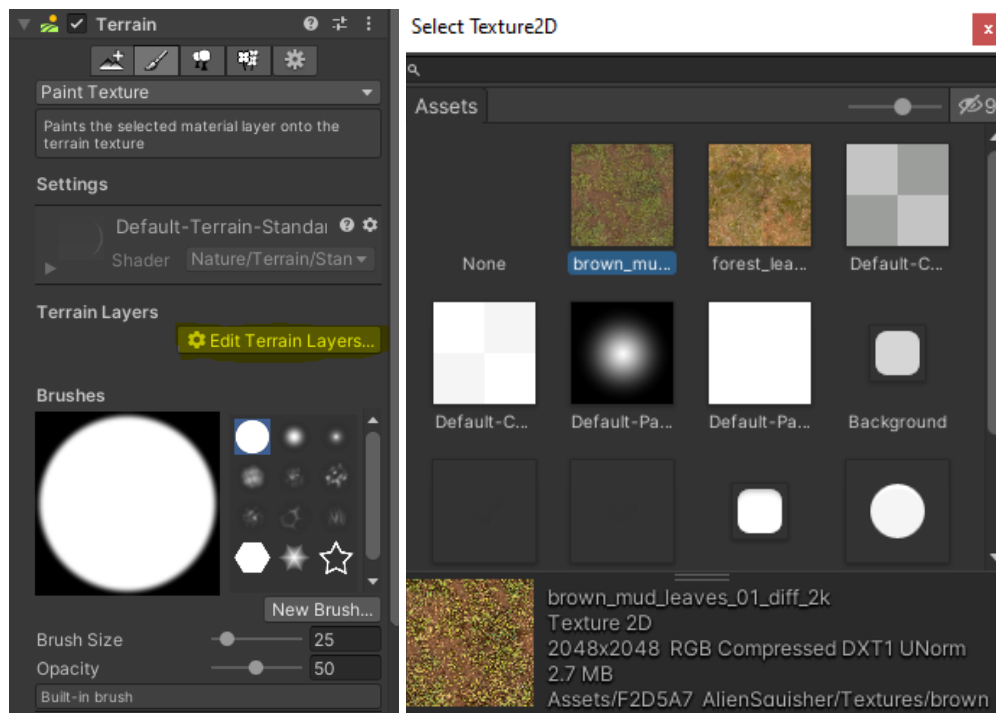 Terrain
Paint Texture
Paints the selected material layer onto the
terrain texture
Settings
Default-Terrain-Standar
Shader Nature/Terrain/Stan
Terrain Layers
Edit Terrain Layers...
Brushes
New Brush...
Brush Size 25
Opacity 50
Built-in brush
Select Texture2D
x
Assets
9
None
brown_mu...
forest_lea...
Default-C...
Default-C...
Default-Pa...
Default-Pa...
Background
brown_mud_leaves_01_diff_2k
Texture 2D
2048x2048 RGB Compressed DXT1 UNorm
2.7 MB
Assets/F2D5A7_AlienSquisher/Textures/brown